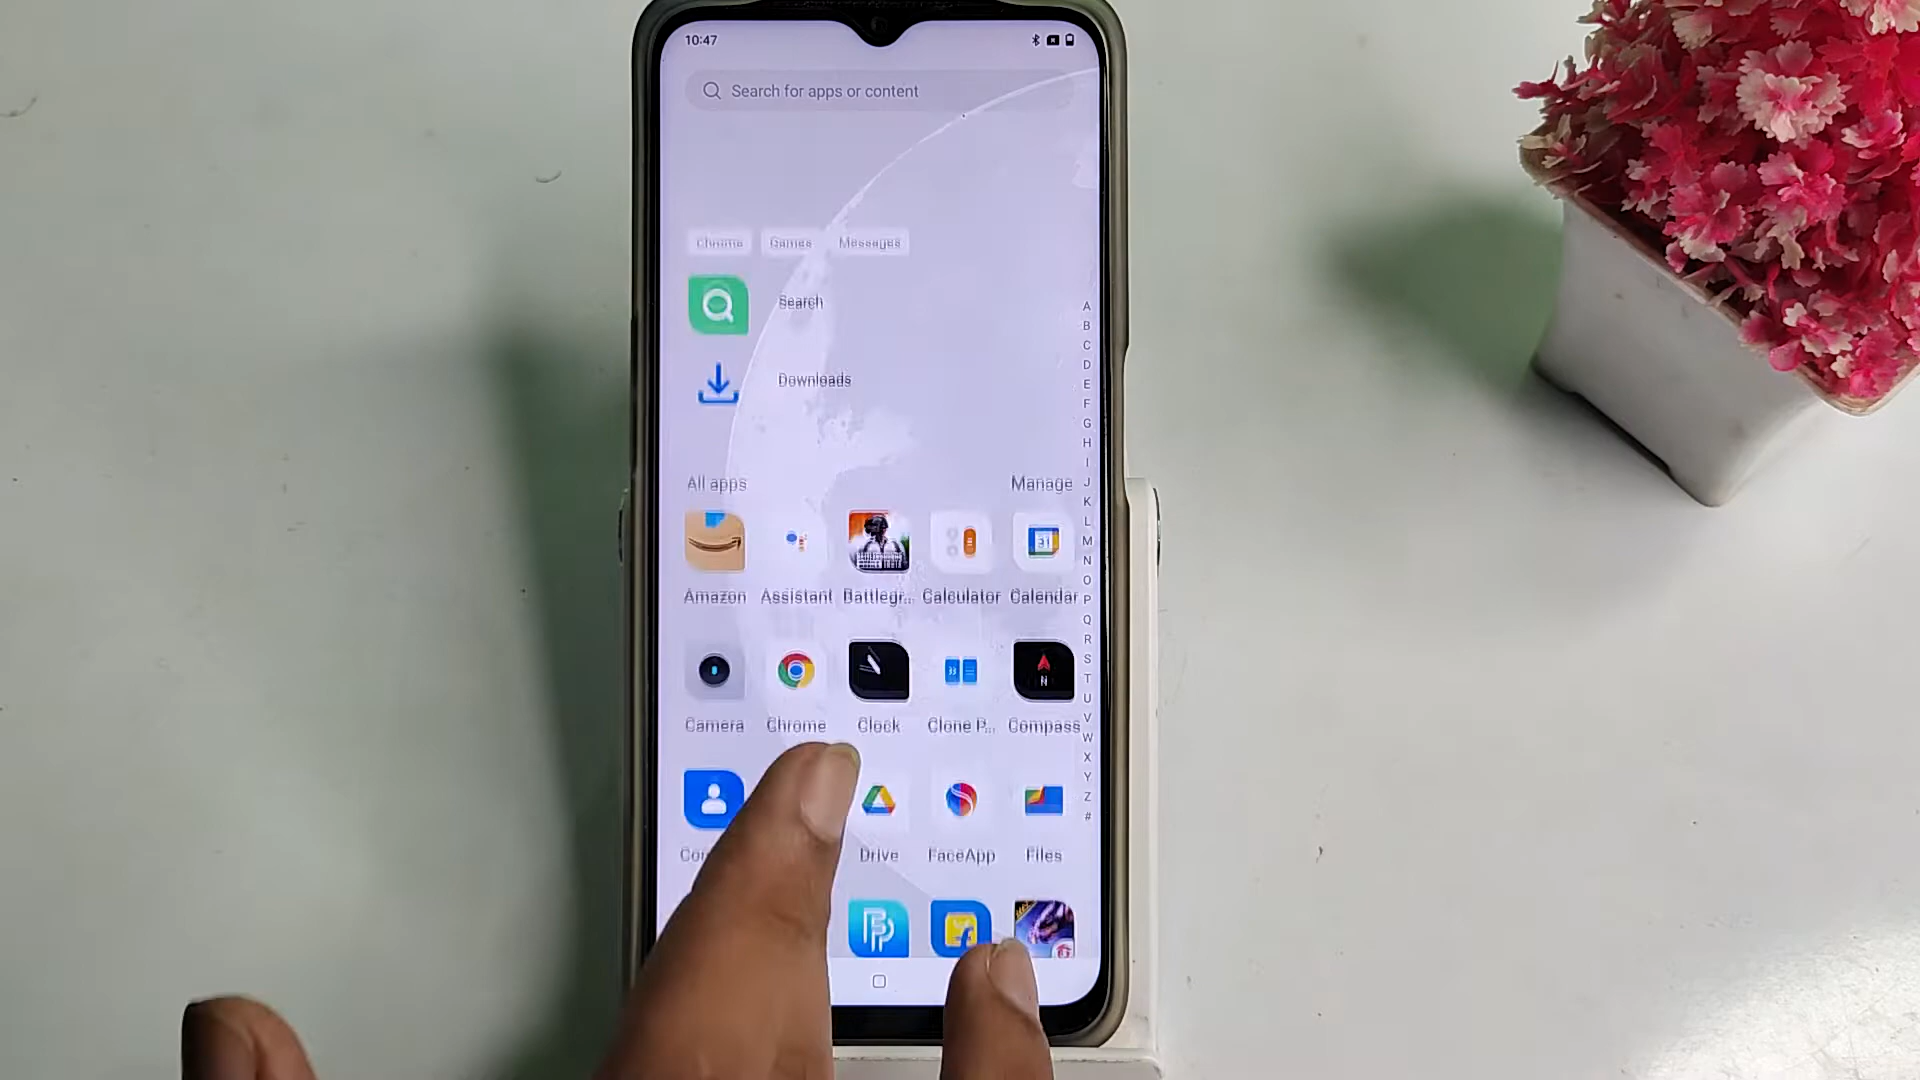 10:47
Search for apps or content
Chrome Games Messages
Search
Downloads
All apps Manage
Amazon Assistant Battlegr... Calculator Calendar
Camera Chrome Clock Clone P... Compass
Drive FaceApp Files
A
B
C
D
E
F
G
H
I
J
K
L
M
N
O
P
Q
R
S
T
U
V
W
X
Y
Z
#
31
N